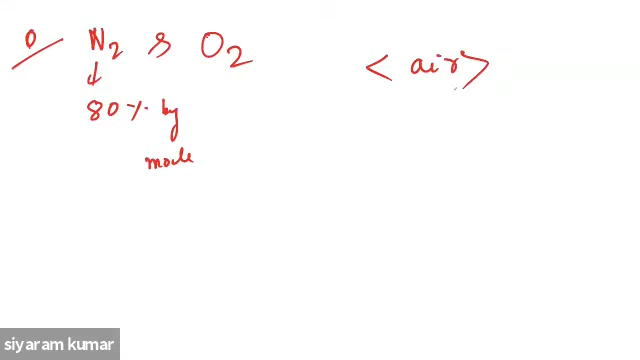 Q N₂ & O₂
< air >
↓
80 % by
mole
siyaram kumar